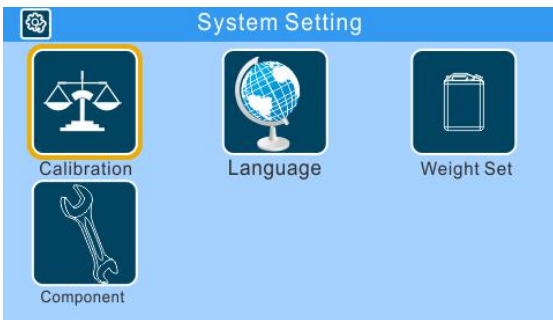 System Setting
Calibration
Language
Weight Set
Component